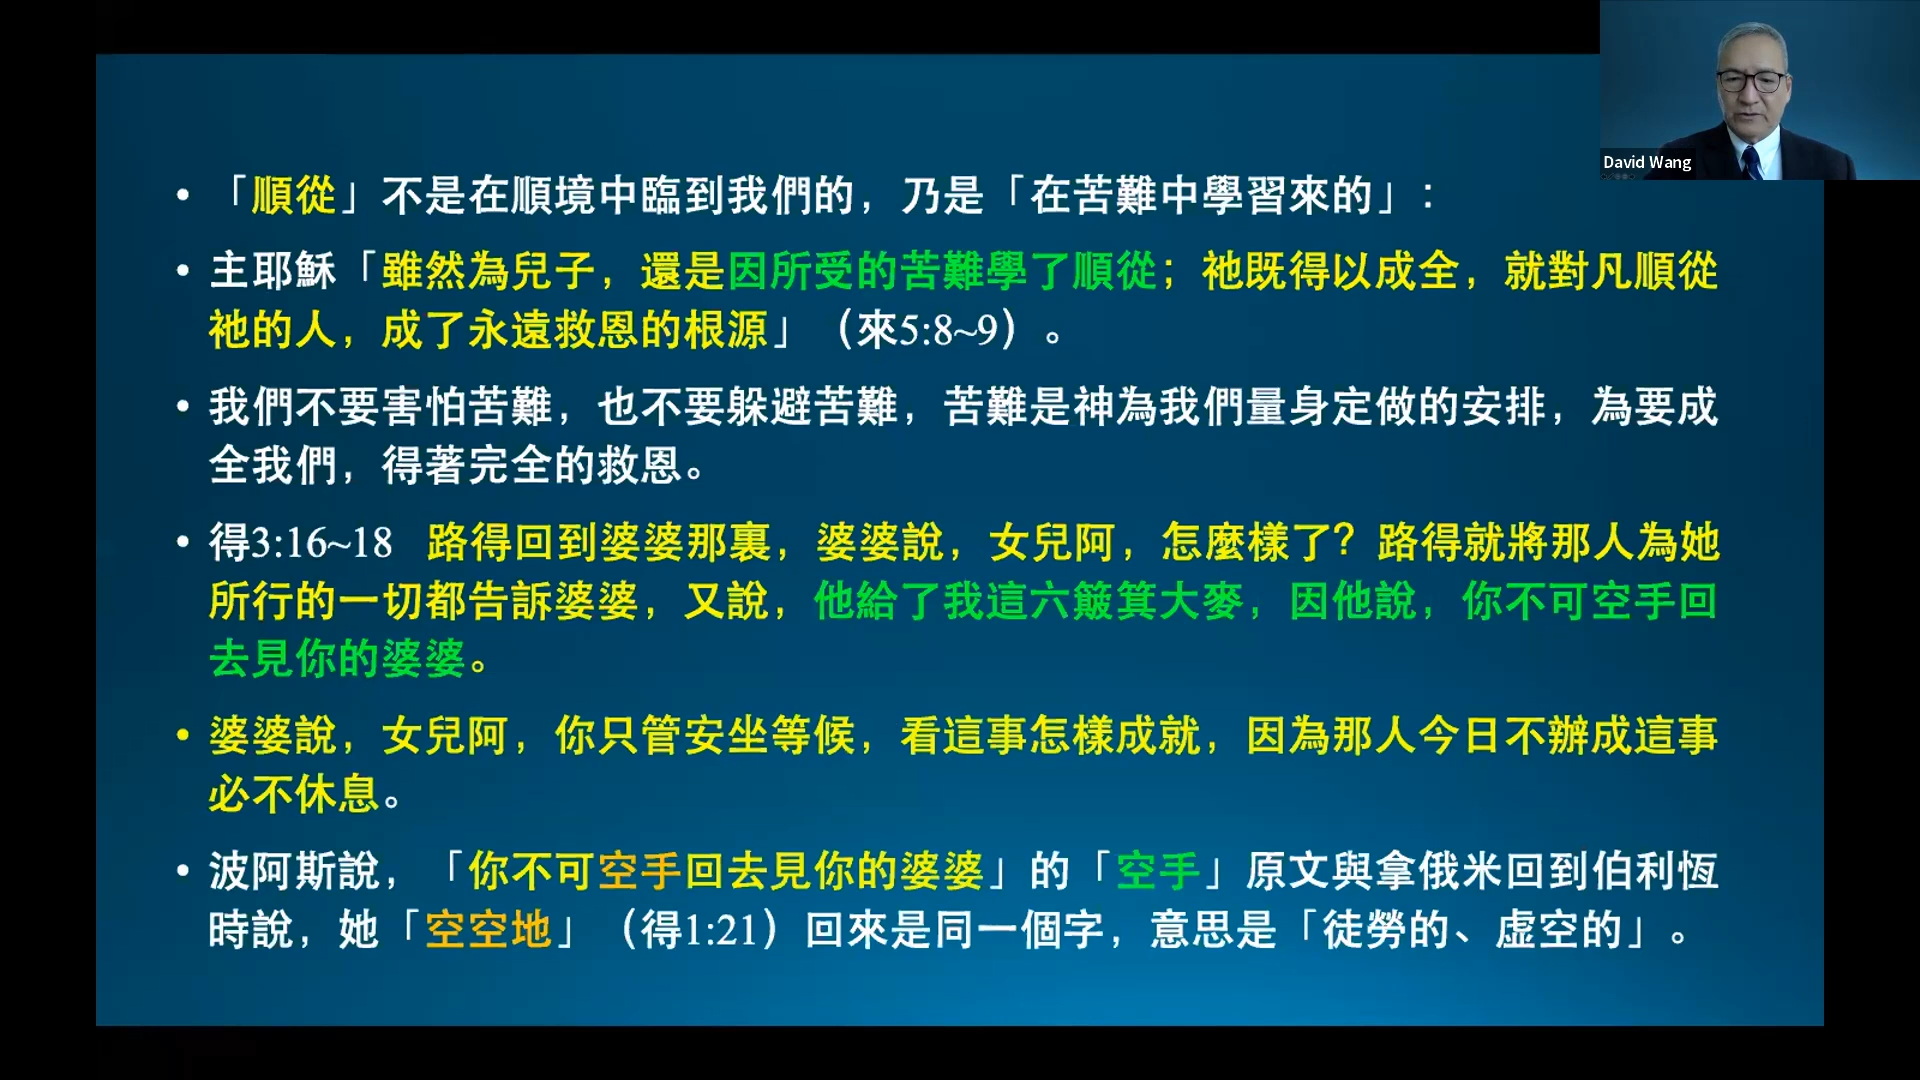 David Wang
• 「順從」不是在順境中臨到我們的，乃是「在苦難中學習來的」：
• 主耶穌「雖然為兒子，還是因所受的苦難學了順從；祂既得以成全，就對凡順從
祂的人，成了永遠救恩的根源」（來5:8~9）。
• 我們不要害怕苦難，也不要躲避苦難，苦難是神為我們量身定做的安排，為要成
全我們，得著完全的救恩。
• 得3:16~18 路得回到婆婆那裏，婆婆說，女兒阿，怎麼樣了？路得就將那人為她
所行的一切都告訴婆婆，又說，他給了我這六簸箕大麥，因他說，你不可空手回
去見你的婆婆。
• 婆婆說，女兒阿，你只管安坐等候，看這事怎樣成就，因為那人今日不辦成這事
必不休息。
• 波阿斯說，「你不可空手回去見你的婆婆」的「空手」原文與拿俄米回到伯利恆
時說，她「空空地」（得1:21）回來是同一個字，意思是「徒勞的、虛空的」。